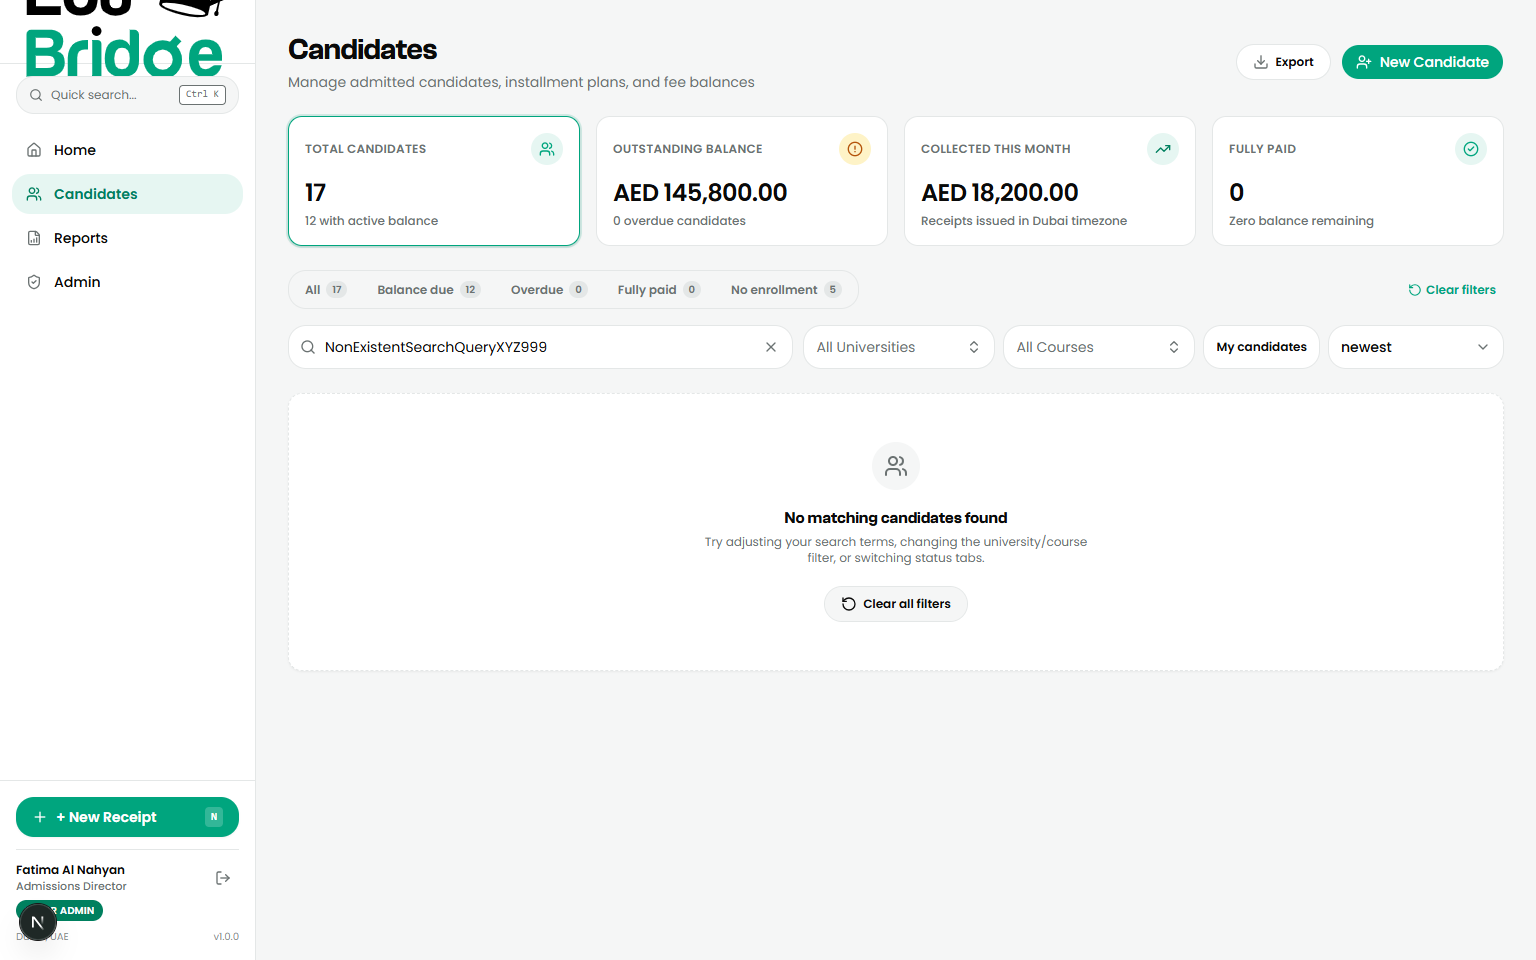 Edu
Bridge
Quick search...
Ctrl K
Home
Candidates
Reports
Admin
+ New Receipt
N
Fatima Al Nahyan
Admissions Director
ADMIN
N
UAE
v1.0.0
Candidates
Manage admitted candidates, installment plans, and fee balances
Export
New Candidate
TOTAL CANDIDATES
17
12 with active balance
OUTSTANDING BALANCE
AED 145,800.00
0 overdue candidates
COLLECTED THIS MONTH
AED 18,200.00
Receipts issued in Dubai timezone
FULLY PAID
0
Zero balance remaining
All 17
Balance due 12
Overdue 0
Fully paid 0
No enrollment 5
Clear filters
NonExistentSearchQueryXYZ999
All Universities
All Courses
My candidates
newest
No matching candidates found
Try adjusting your search terms, changing the university/course
filter, or switching status tabs.
Clear all filters